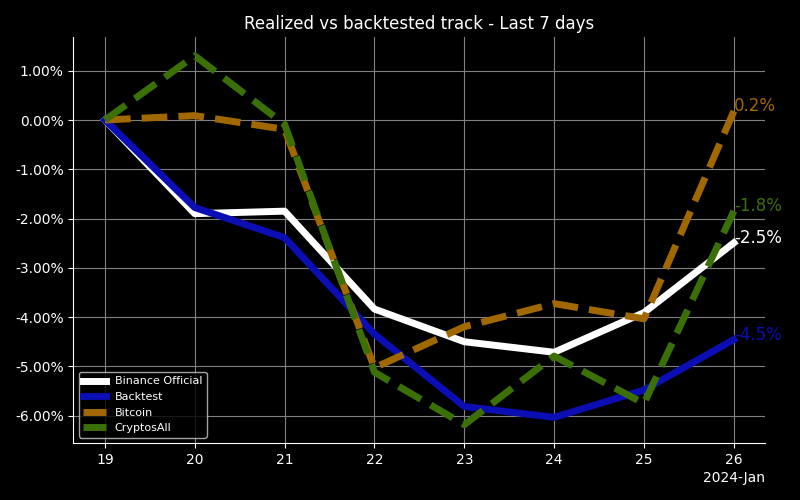 Realized vs backtested track - Last 7 days
1.00%
0.00%
-1.00%
-2.00%
-3.00%
-4.00%
-5.00%
-6.00%
0.2%
-1.8%
-2.5%
-4.5%
Binance Official
Backtest
Bitcoin
CryptosAll
19 20 21 22 23 24 25 26
2024-Jan